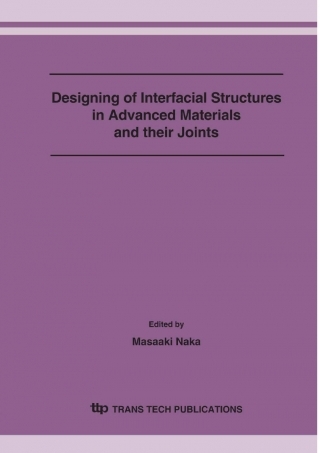 Designing of Interfacial Structures
in Advanced Materials
and their Joints
Edited by
Masaaki Naka
ttp TRANS TECH PUBLICATIONS